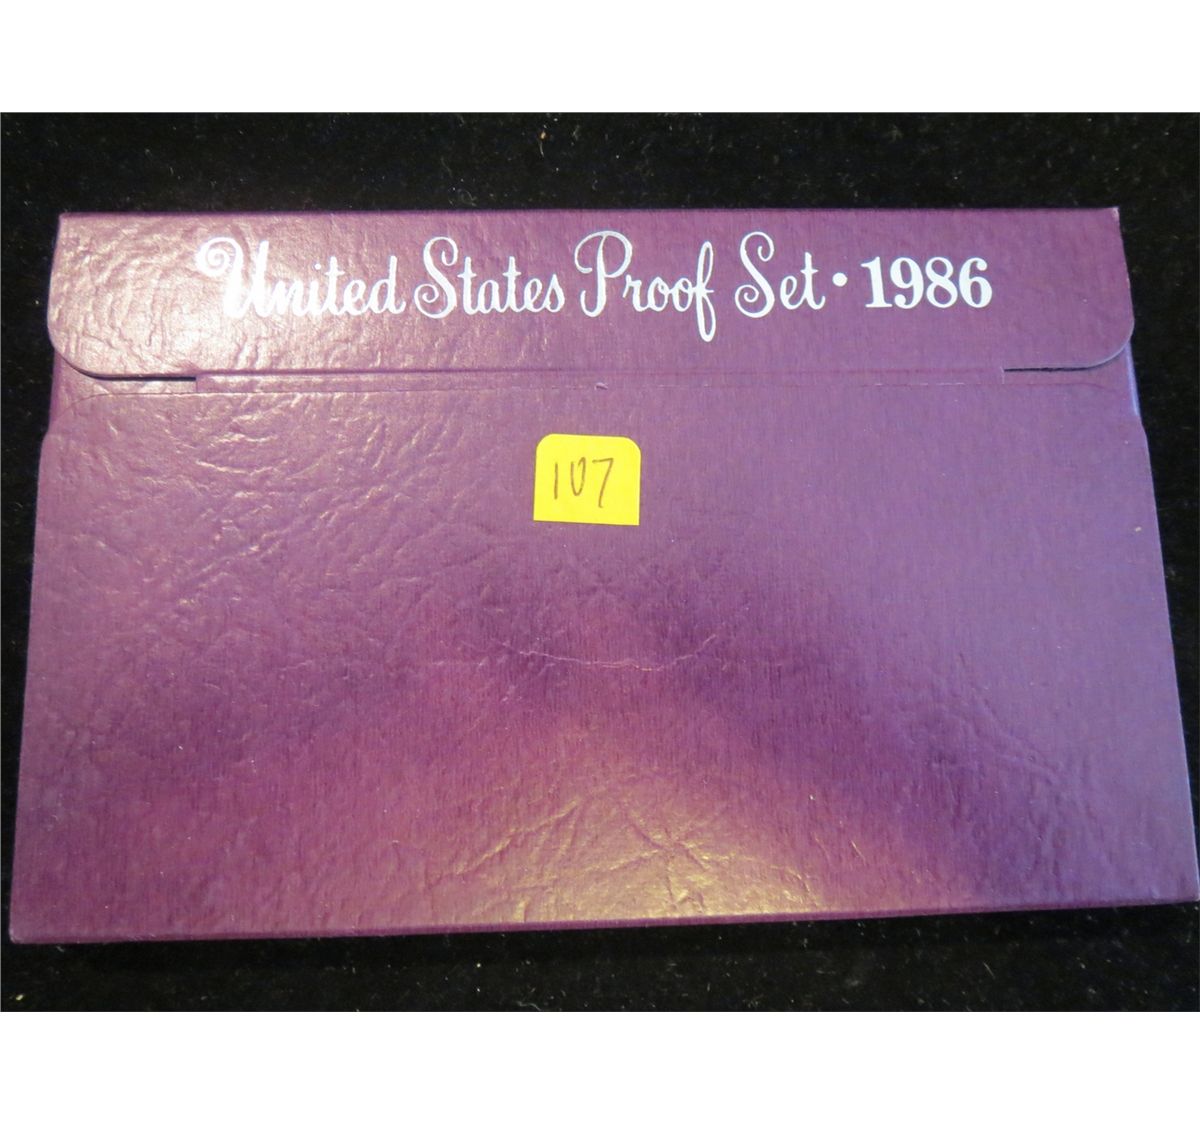 United States Proof Set · 1986
107